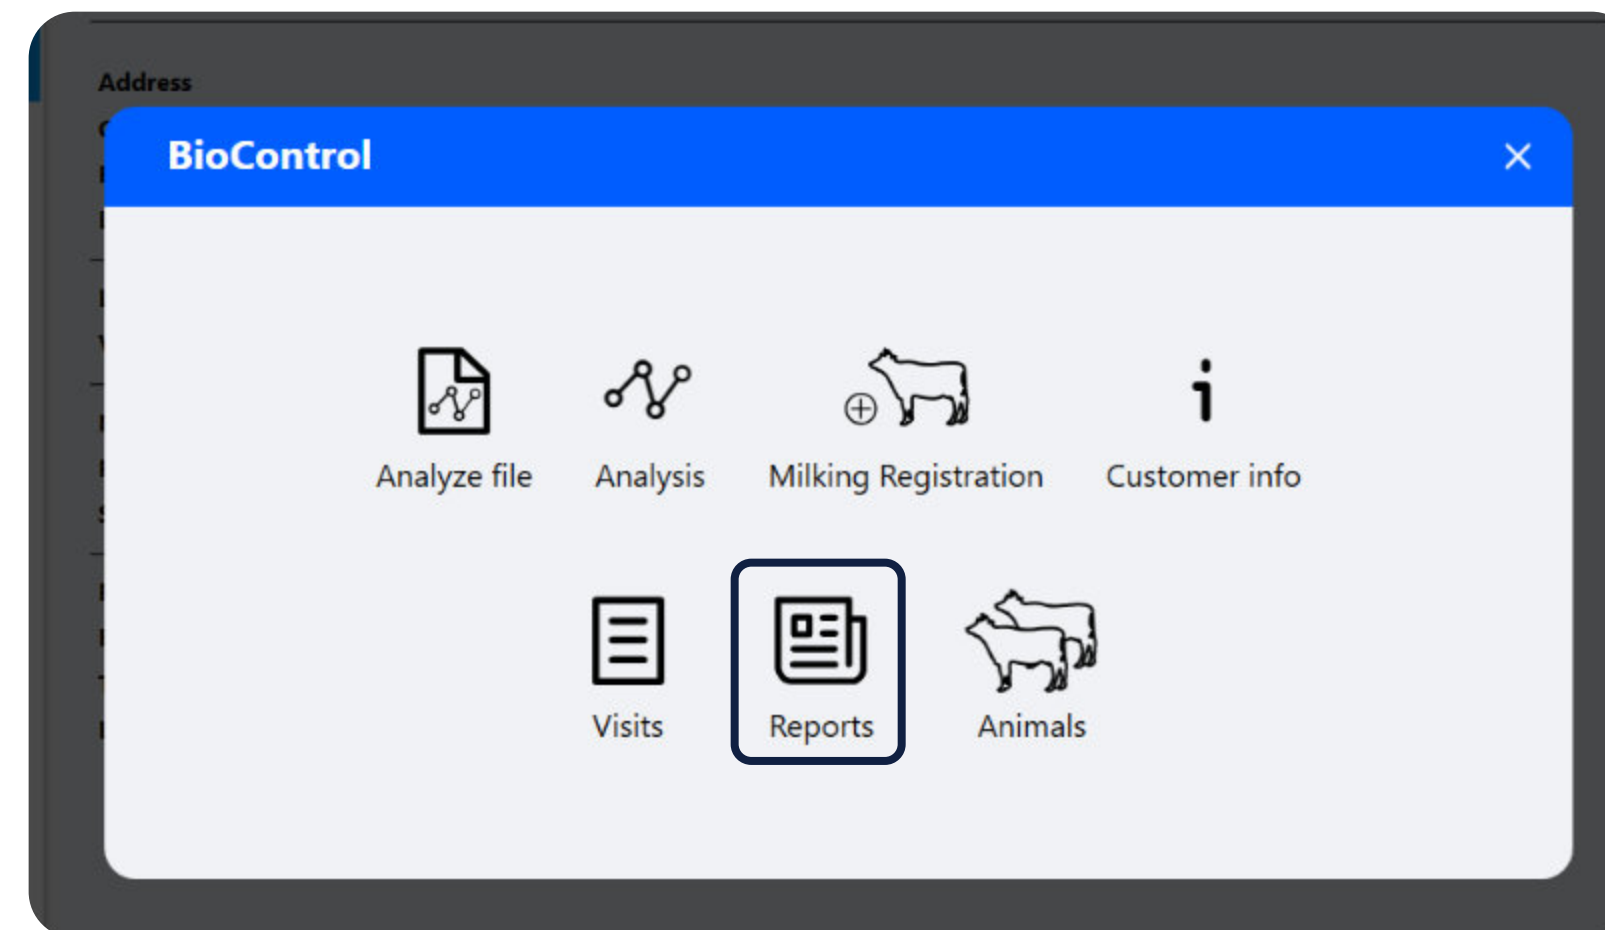 Address
BioControl
Analyze file Analysis Milking Registration Customer info
Visits Reports Animals